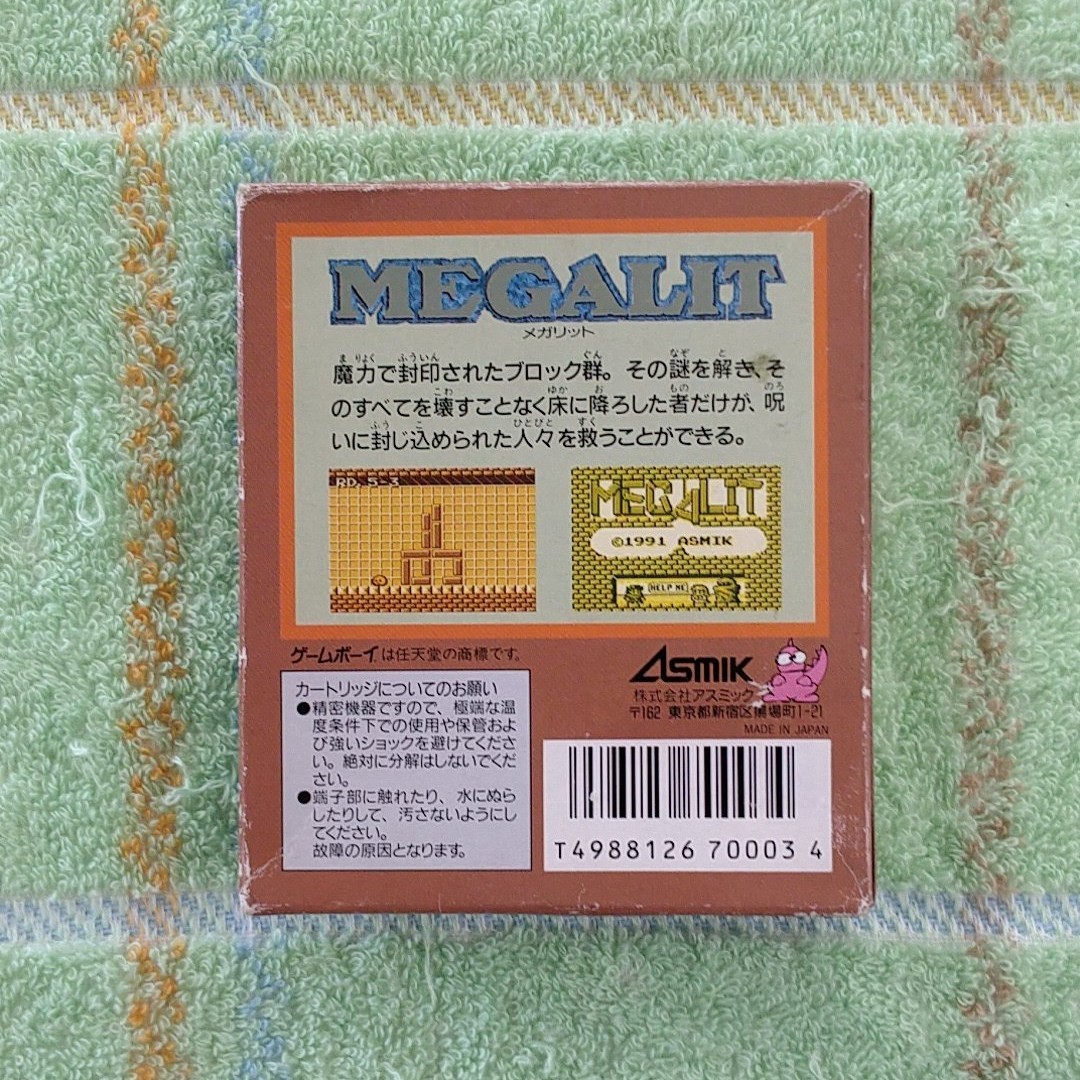 MEGALIT
メガリット
魔力で封印されたブロック群。その謎を解き、そ
のすべてを壊すことなく床に降ろした者だけが、呪
いに封じ込められた人々を救うことができる。
RD. 5-3
MEGALIT
©1991 ASMIK
HELP ME
ゲームボーイは任天堂の商標です。
ASMIK
株式会社アスミック
〒162 東京都新宿区馬場町1-21
MADE IN JAPAN
カートリッジについてのお願い
●精密機器ですので、極端な温
度条件下での使用や保管およ
び強いショックを避けてくださ
い。絶対に分解はしないでくだ
さい。
●端子部に触れたり、水にぬら
したりして、汚さないようにし
てください。
故障の原因となります。
T4988126 70003 4